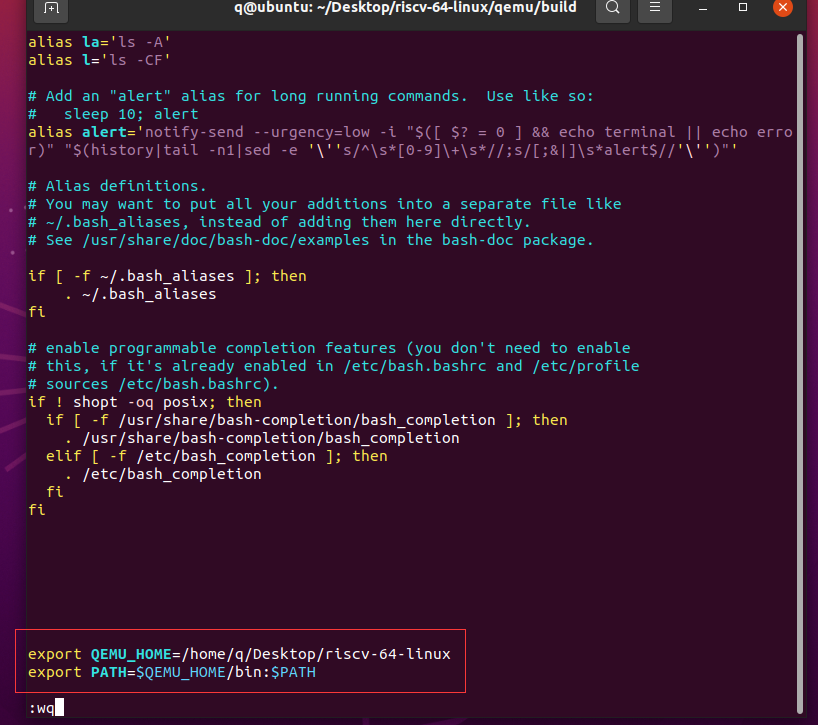 q@ubuntu: ~/Desktop/riscv-64-linux/qemu/build
alias la='ls -A'
alias l='ls -CF'
# Add an "alert" alias for long running commands.  Use like so:
#   sleep 10; alert
alias alert='notify-send --urgency=low -i "$([ $? = 0 ] && echo terminal || echo erro
r)" "$(history|tail -n1|sed -e '\''s/^\s*[0-9]\+\s*//;s/[;&|]\s*alert$//'\'')"'
# Alias definitions.
# You may want to put all your additions into a separate file like
# ~/.bash_aliases, instead of adding them here directly.
# See /usr/share/doc/bash-doc/examples in the bash-doc package.
if [ -f ~/.bash_aliases ]; then
    . ~/.bash_aliases
fi
# enable programmable completion features (you don't need to enable
# this, if it's already enabled in /etc/bash.bashrc and /etc/profile
# sources /etc/bash.bashrc).
if ! shopt -oq posix; then
  if [ -f /usr/share/bash-completion/bash_completion ]; then
    . /usr/share/bash-completion/bash_completion
  elif [ -f /etc/bash_completion ]; then
    . /etc/bash_completion
  fi
fi
export QEMU_HOME=/home/q/Desktop/riscv-64-linux
export PATH=$QEMU_HOME/bin:$PATH
:wq